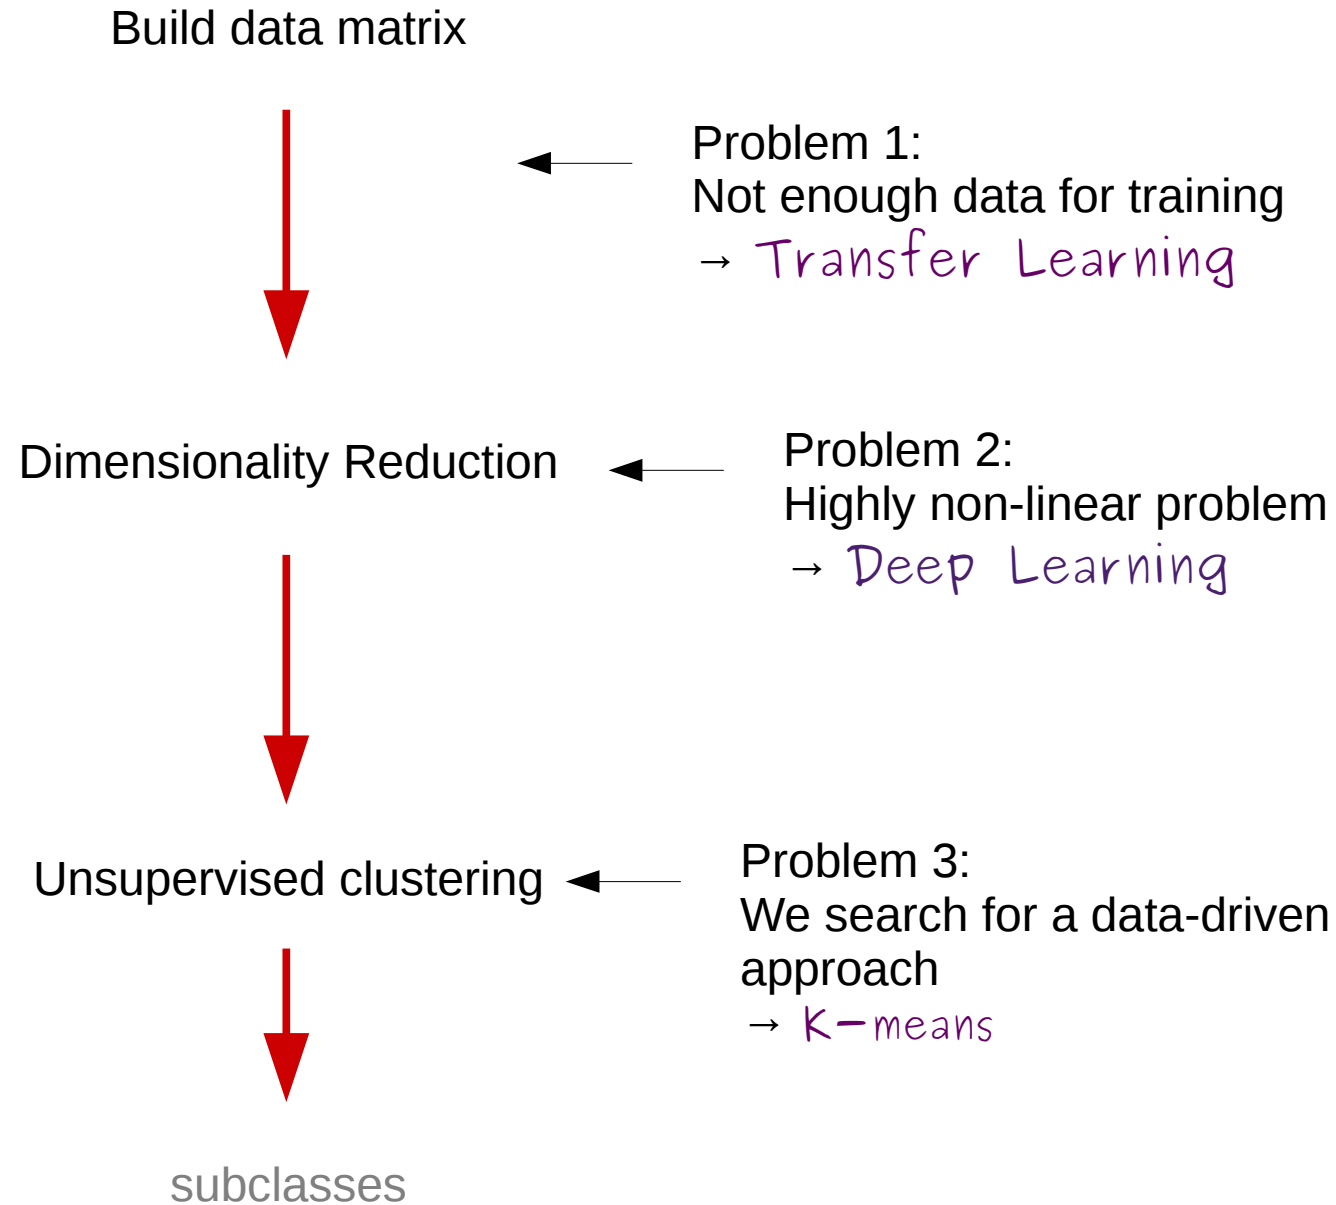 Build data matrix
Problem 1:
Not enough data for training
→ Transfer Learning
Dimensionality Reduction
Problem 2:
Highly non-linear problem
→ Deep Learning
Unsupervised clustering
Problem 3:
We search for a data-driven
approach
→ K-means
subclasses